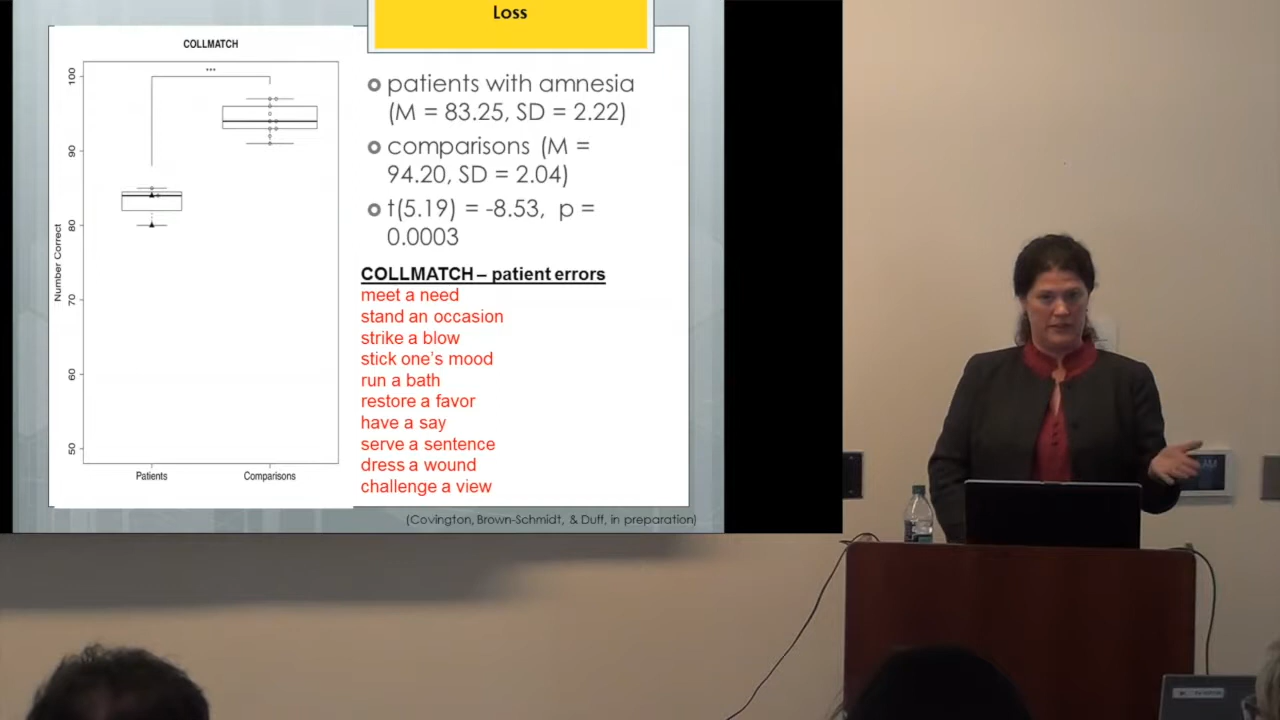 Loss
COLLMATCH
***
100
90
80
70
60
50
Number Correct
Patients
Comparisons
patients with amnesia
(M = 83.25, SD = 2.22)
comparisons (M =
94.20, SD = 2.04)
t(5.19) = -8.53, p =
0.0003
COLLMATCH – patient errors
meet a need
stand an occasion
strike a blow
stick one's mood
run a bath
restore a favor
have a say
serve a sentence
dress a wound
challenge a view
(Covington, Brown-Schmidt, & Duff, in preparation)
AM